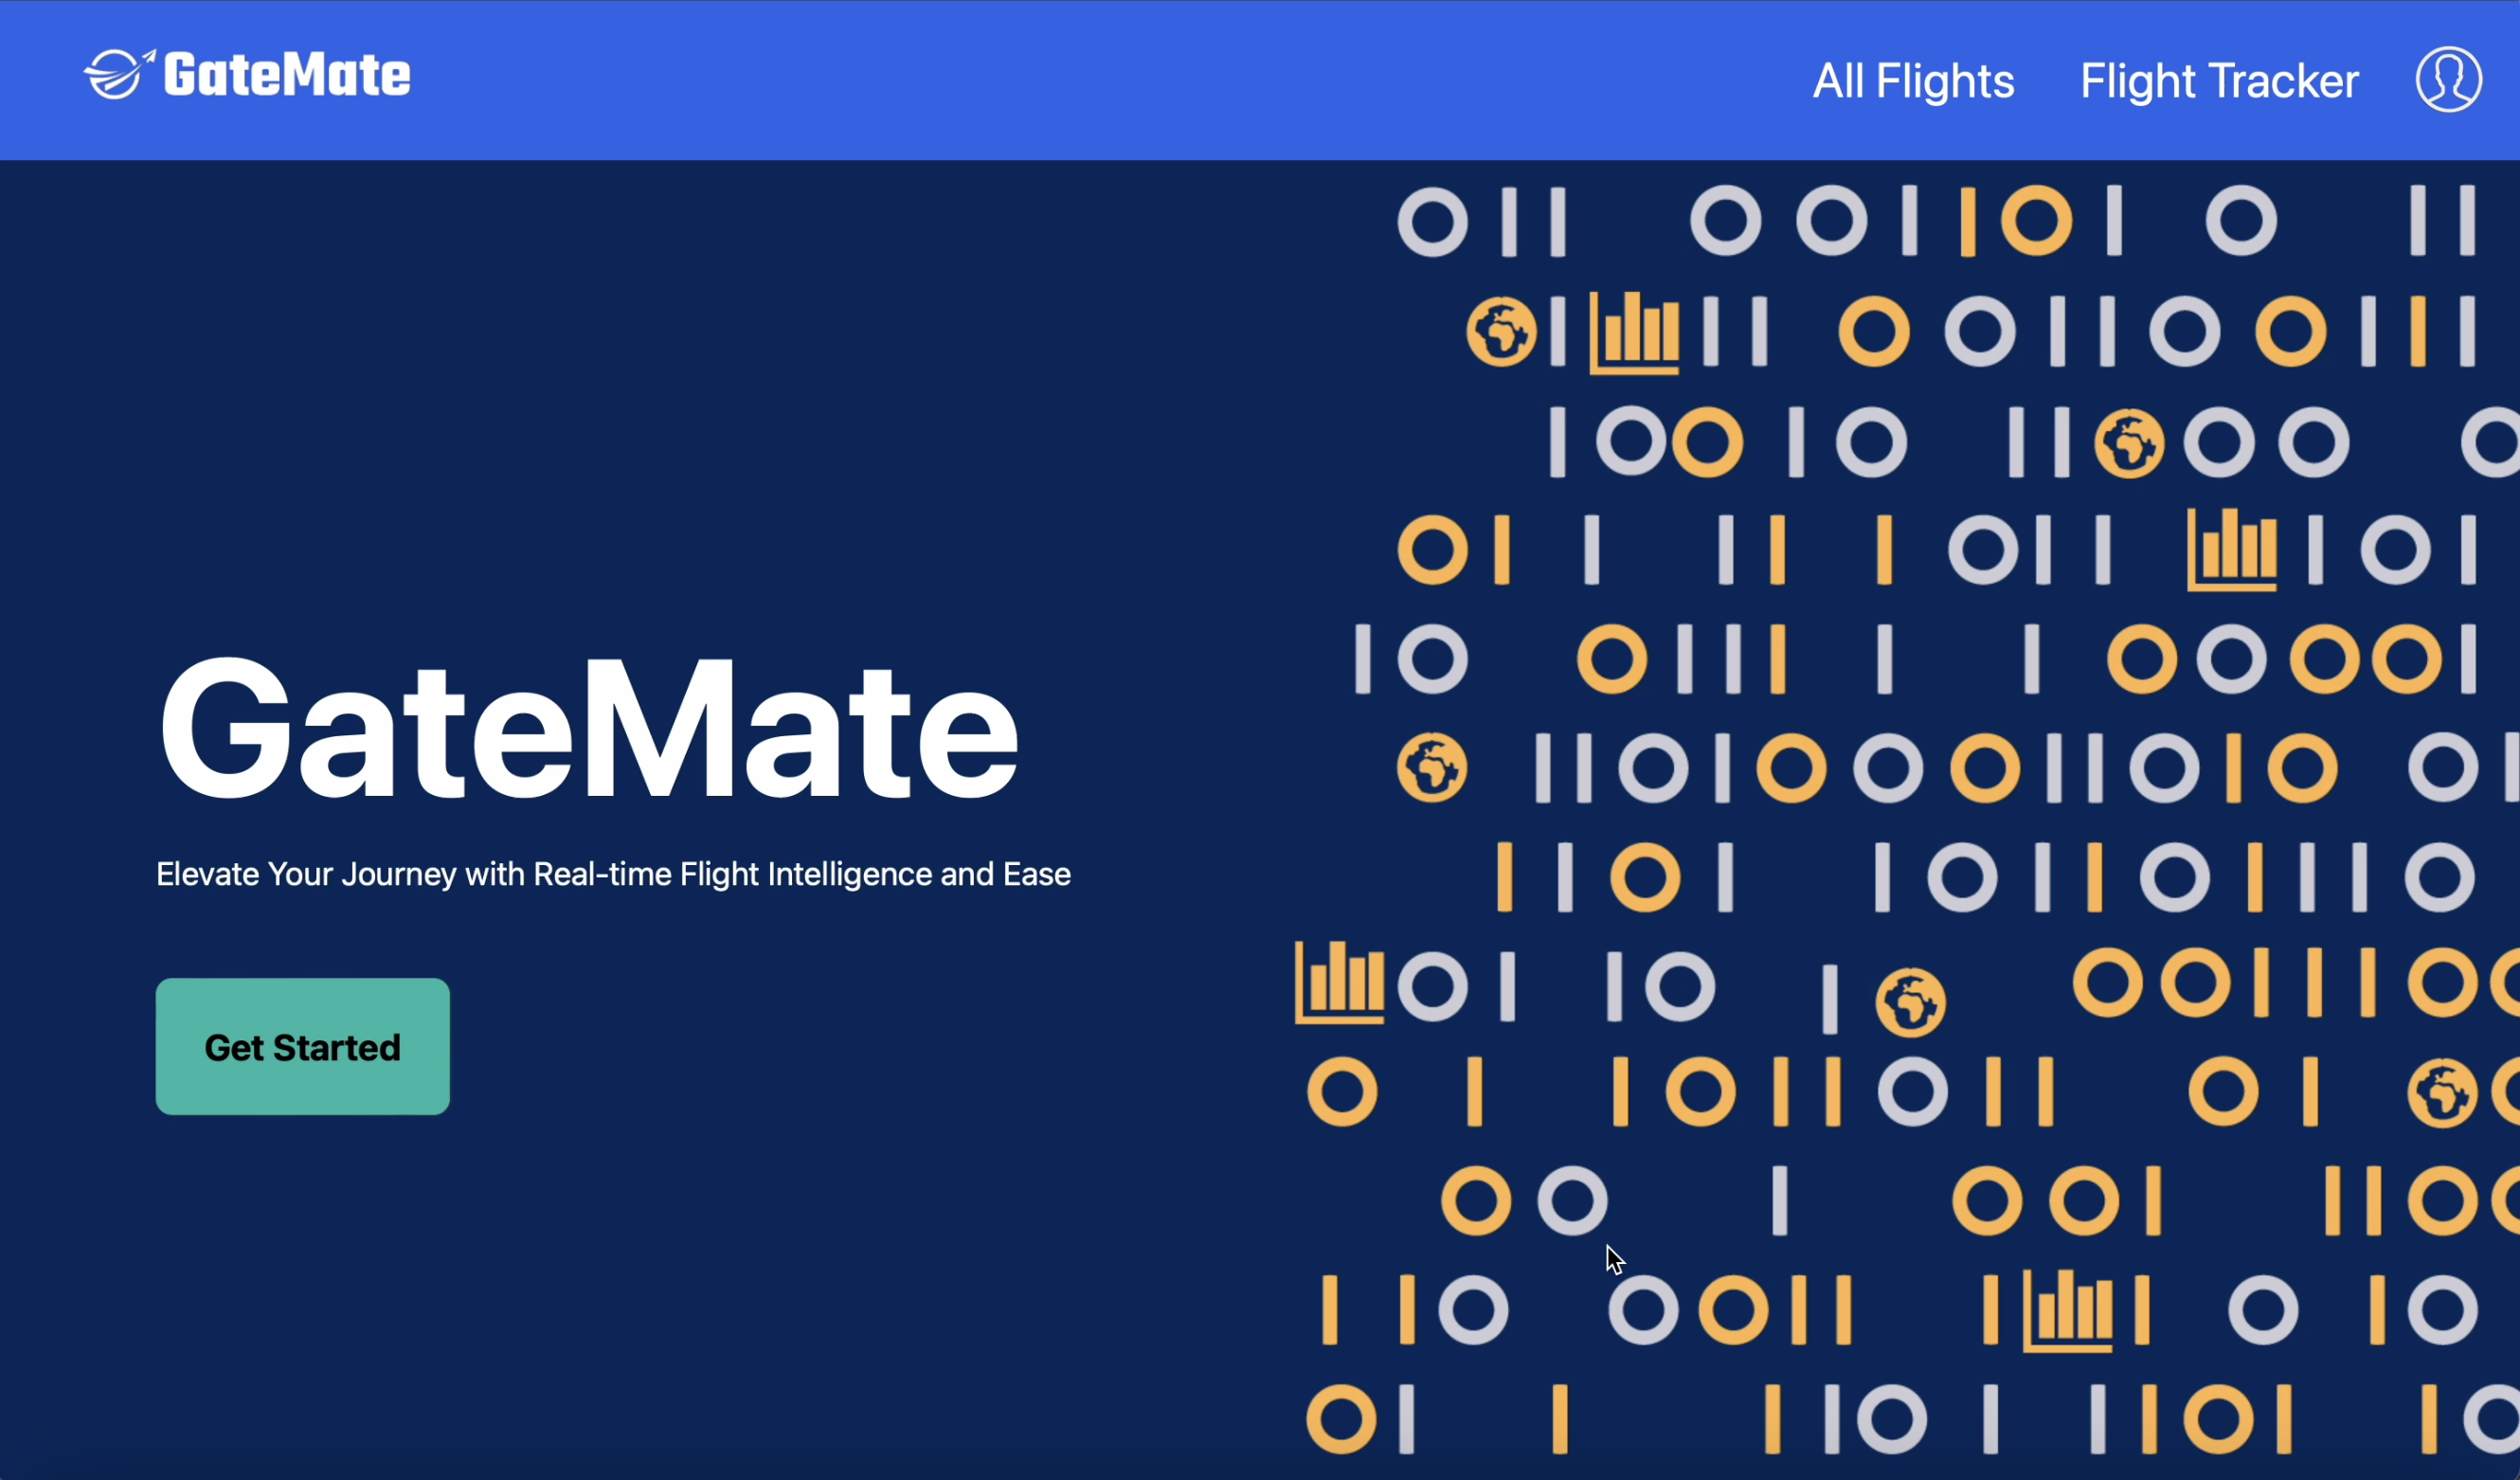 GateMate
All Flights
Flight Tracker
GateMate
Elevate Your Journey with Real-time Flight Intelligence and Ease
Get Started